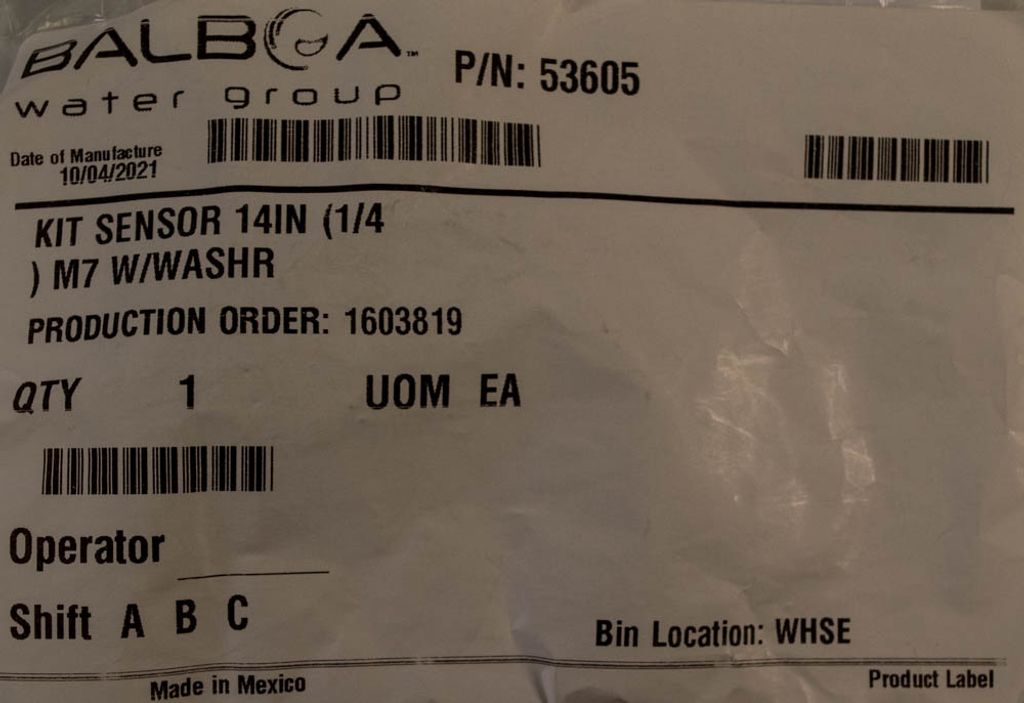 BALBOA™ P/N: 53605
water group
Date of Manufacture
10/04/2021
KIT SENSOR 14IN (1/4
) M7 W/WASHR
PRODUCTION ORDER: 1603819
QTY 1 UOM EA
Operator
Shift A B C
Bin Location: WHSE
Made in Mexico
Product Label